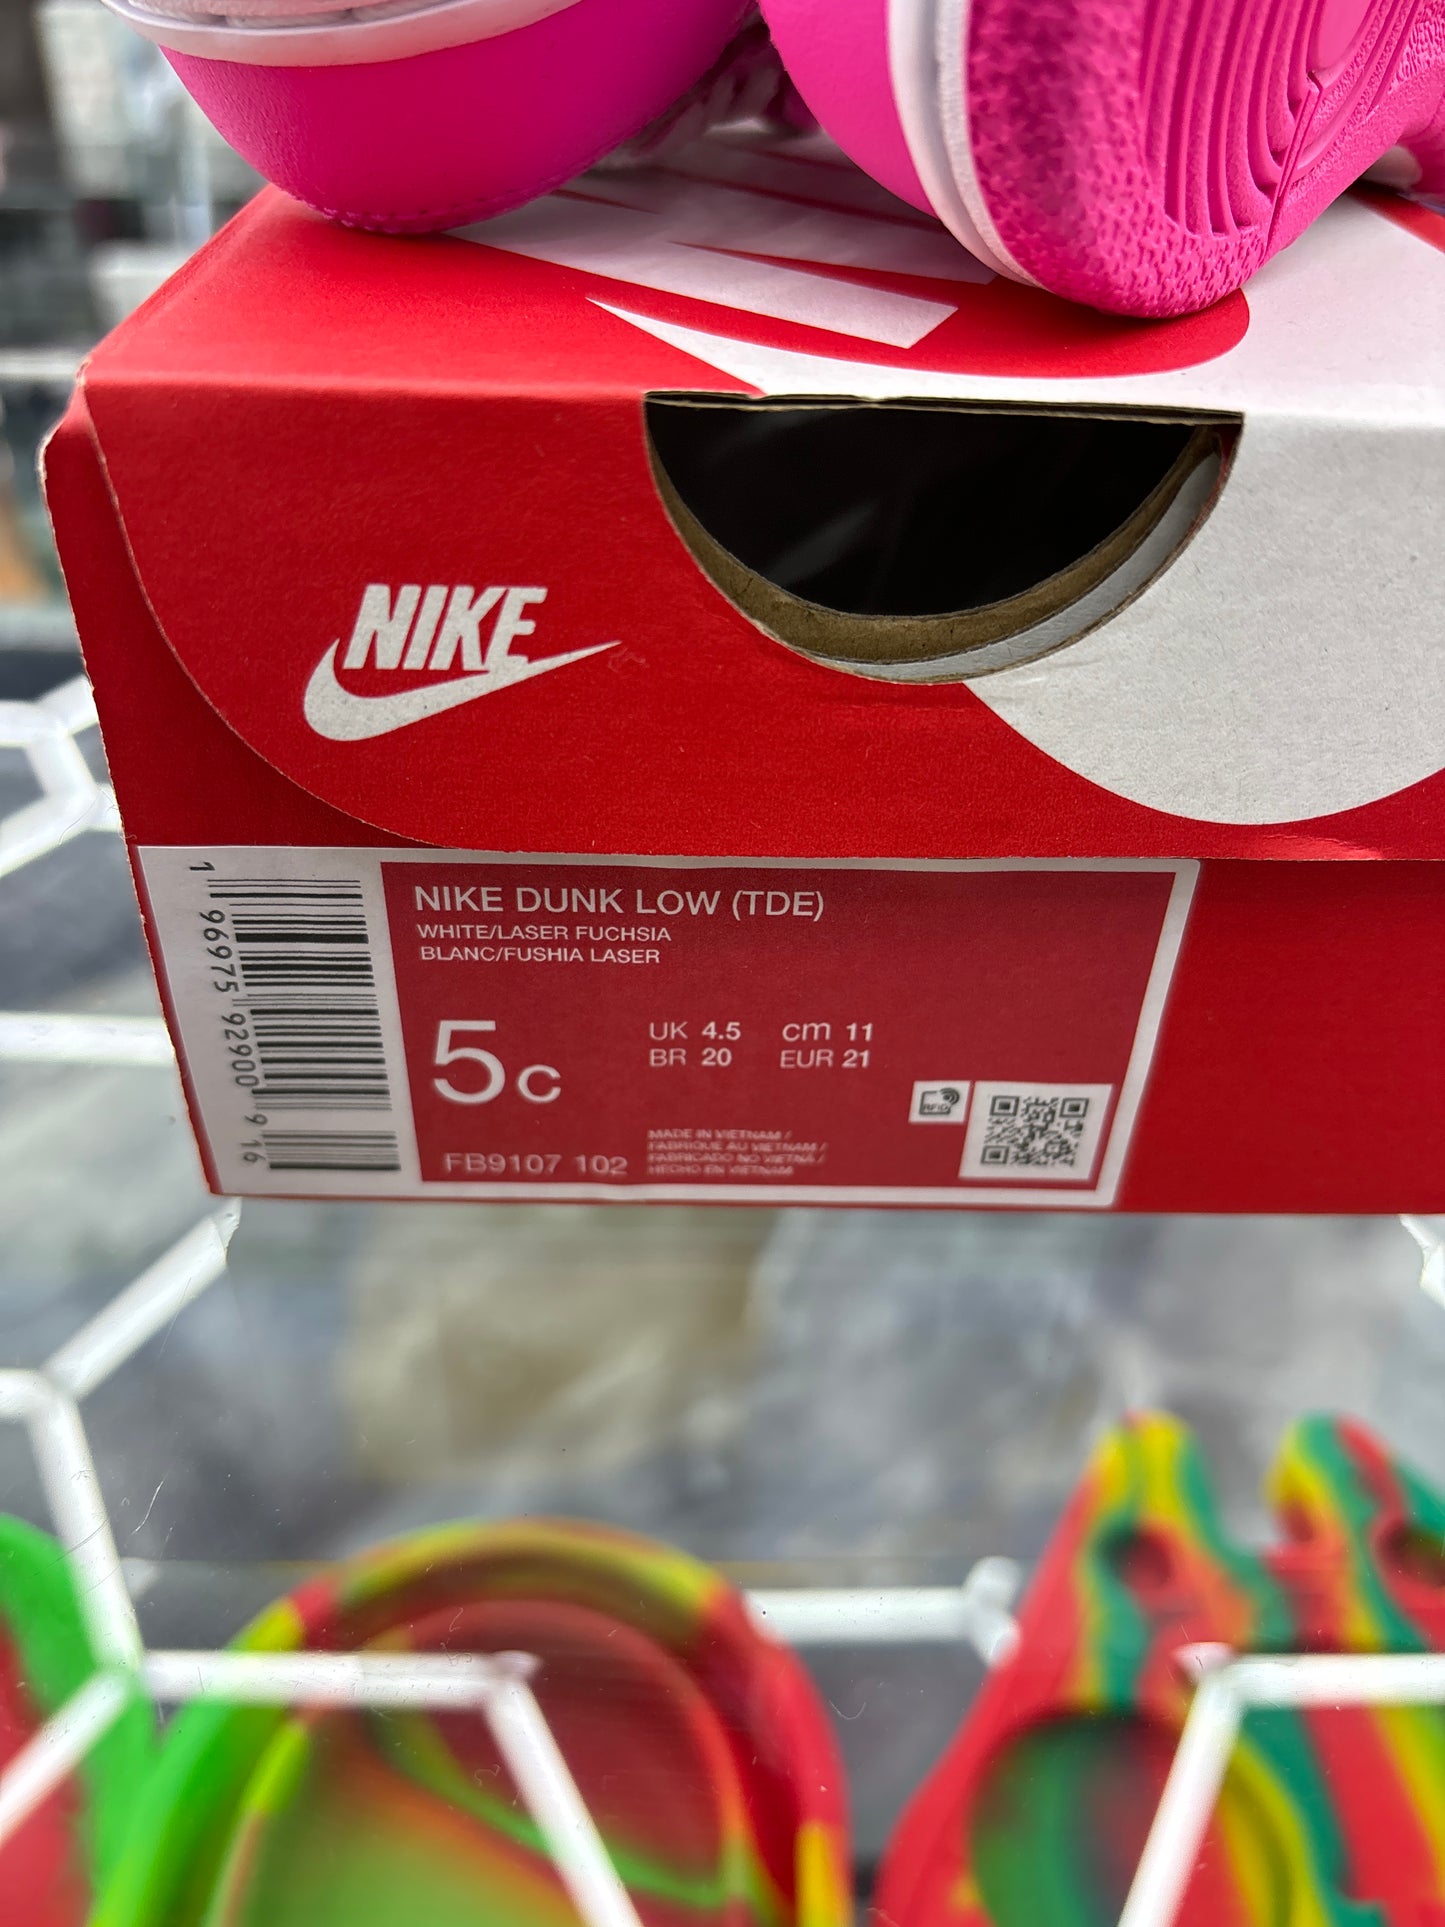 NIKE
NIKE DUNK LOW (TDE)
WHITE/LASER FUCHSIA
BLANC/FUSHIA LASER
5C
UK 4.5 cm 11
BR 20 EUR 21
RFID
FB9107 102
MADE IN VIETNAM /
FABRIQUE AU VIETNAM /
FABRICADO NO VIETNÃ /
HECHO EN VIETNAM
1 96975 92900 9 16